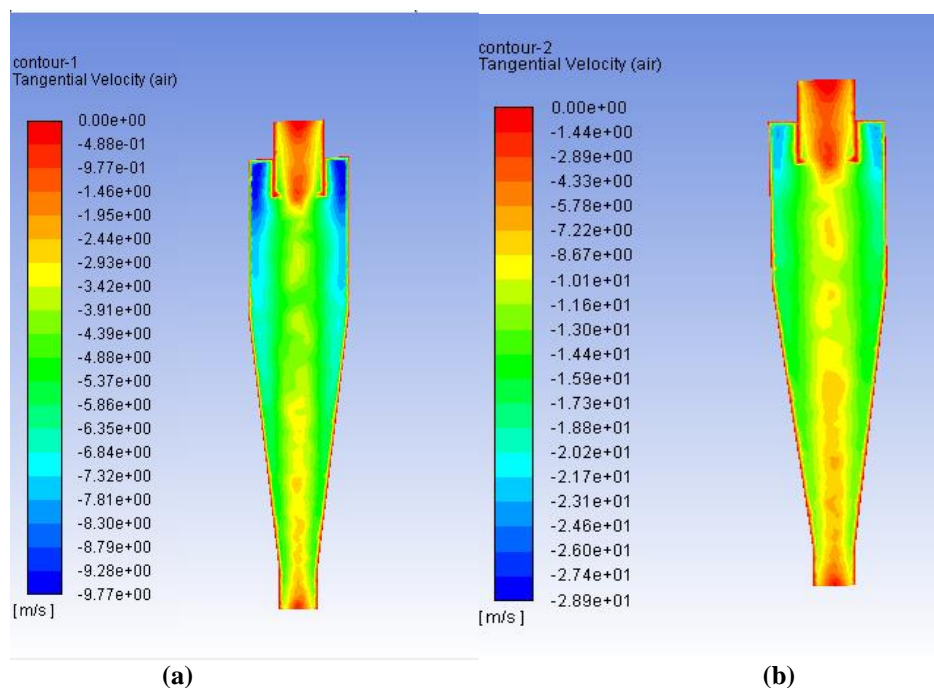 contour-1
Tangential Velocity (air)
0.00e+00
-4.88e-01
-9.77e-01
-1.46e+00
-1.95e+00
-2.44e+00
-2.93e+00
-3.42e+00
-3.91e+00
-4.39e+00
-4.88e+00
-5.37e+00
-5.86e+00
-6.35e+00
-6.84e+00
-7.32e+00
-7.81e+00
-8.30e+00
-8.79e+00
-9.28e+00
-9.77e+00
[m/s]
(a)
contour-2
Tangential Velocity (air)
0.00e+00
-1.44e+00
-2.89e+00
-4.33e+00
-5.78e+00
-7.22e+00
-8.67e+00
-1.01e+01
-1.16e+01
-1.30e+01
-1.44e+01
-1.59e+01
-1.73e+01
-1.88e+01
-2.02e+01
-2.17e+01
-2.31e+01
-2.46e+01
-2.60e+01
-2.74e+01
-2.89e+01
[m/s]
(b)